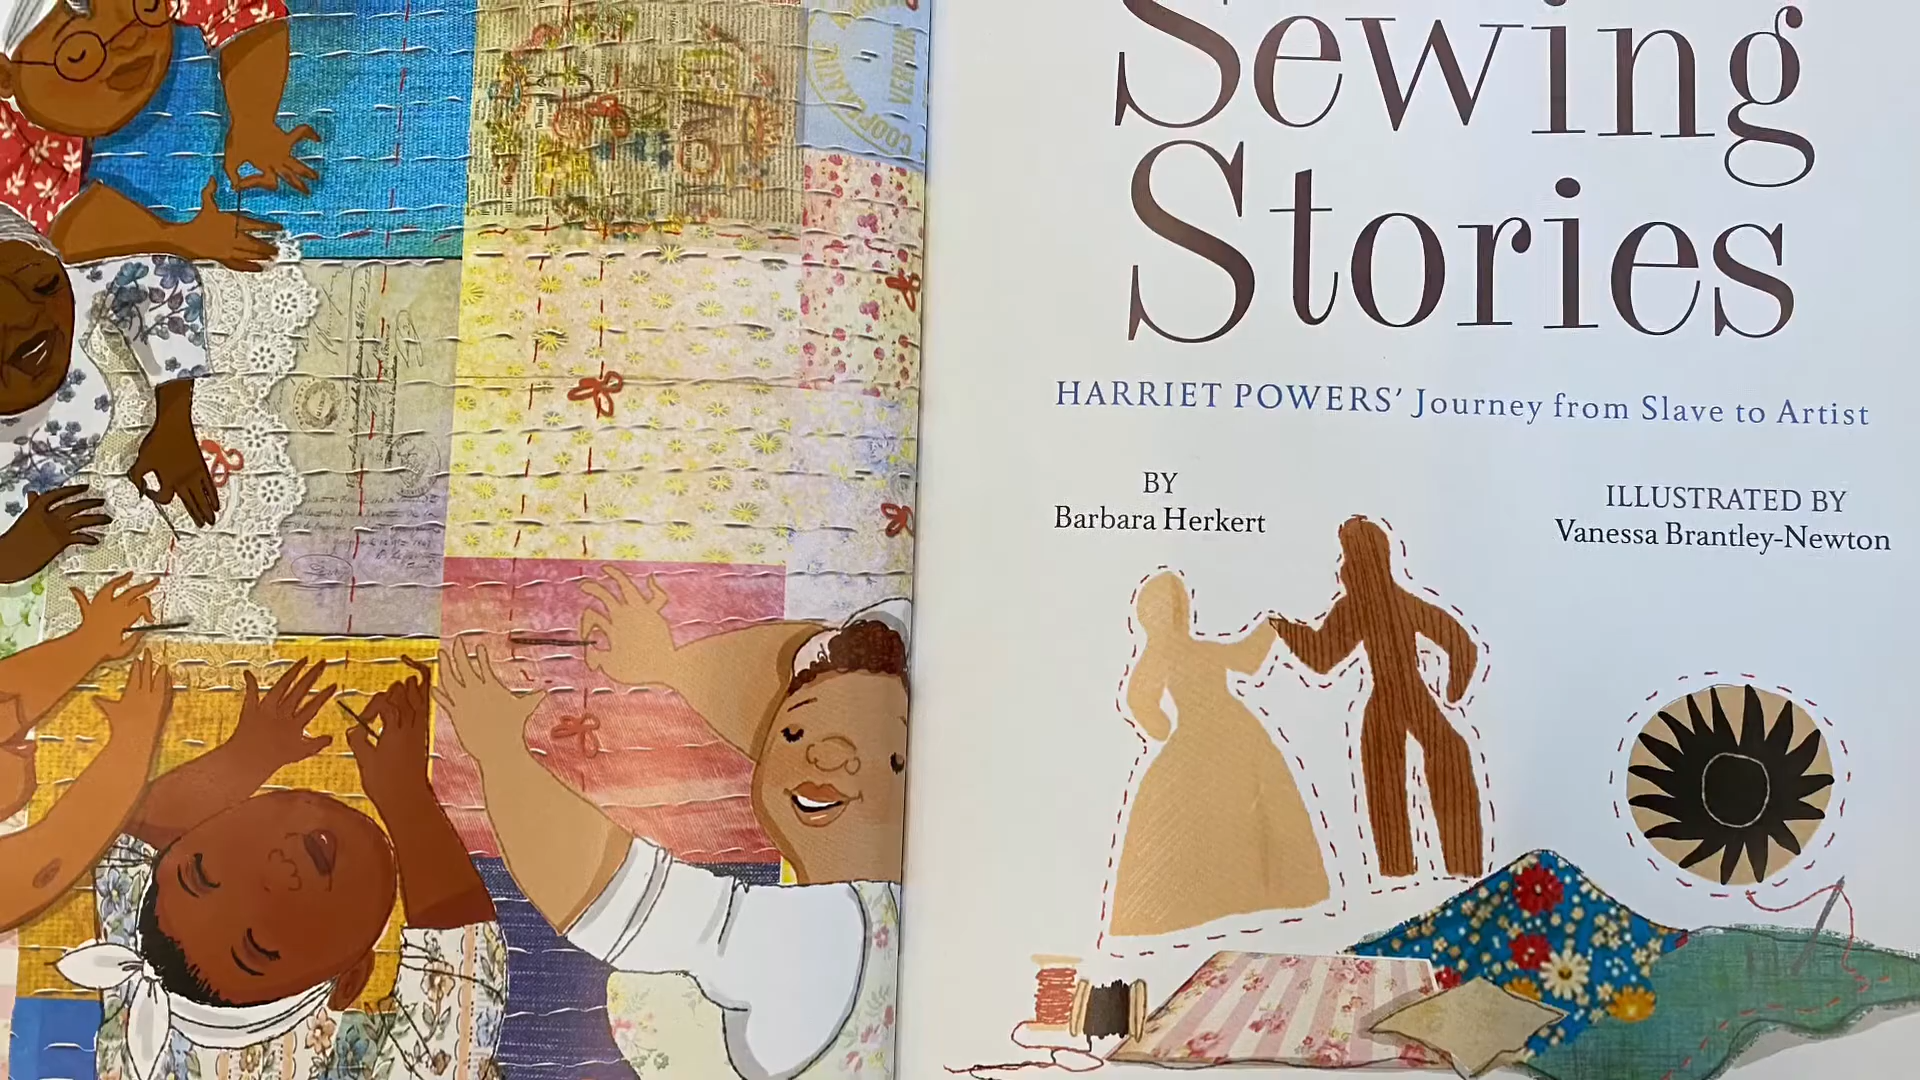 Sewing
Stories
HARRIET POWERS' Journey from Slave to Artist
BY
Barbara Herkert
ILLUSTRATED BY
Vanessa Brantley-Newton